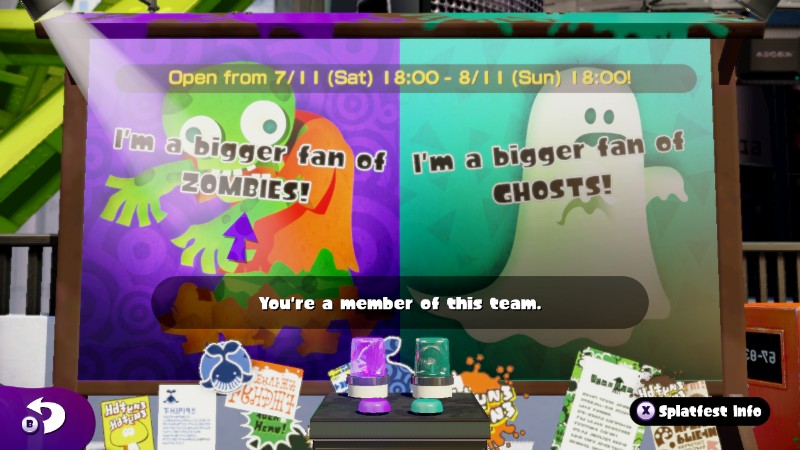 Open from 7/11 (Sat) 18:00 - 8/11 (Sun) 18:00!
I'm a bigger fan of
ZOMBIES!
I'm a bigger fan of
GHOSTS!
You're a member of this team.
B
X Splatfest Info